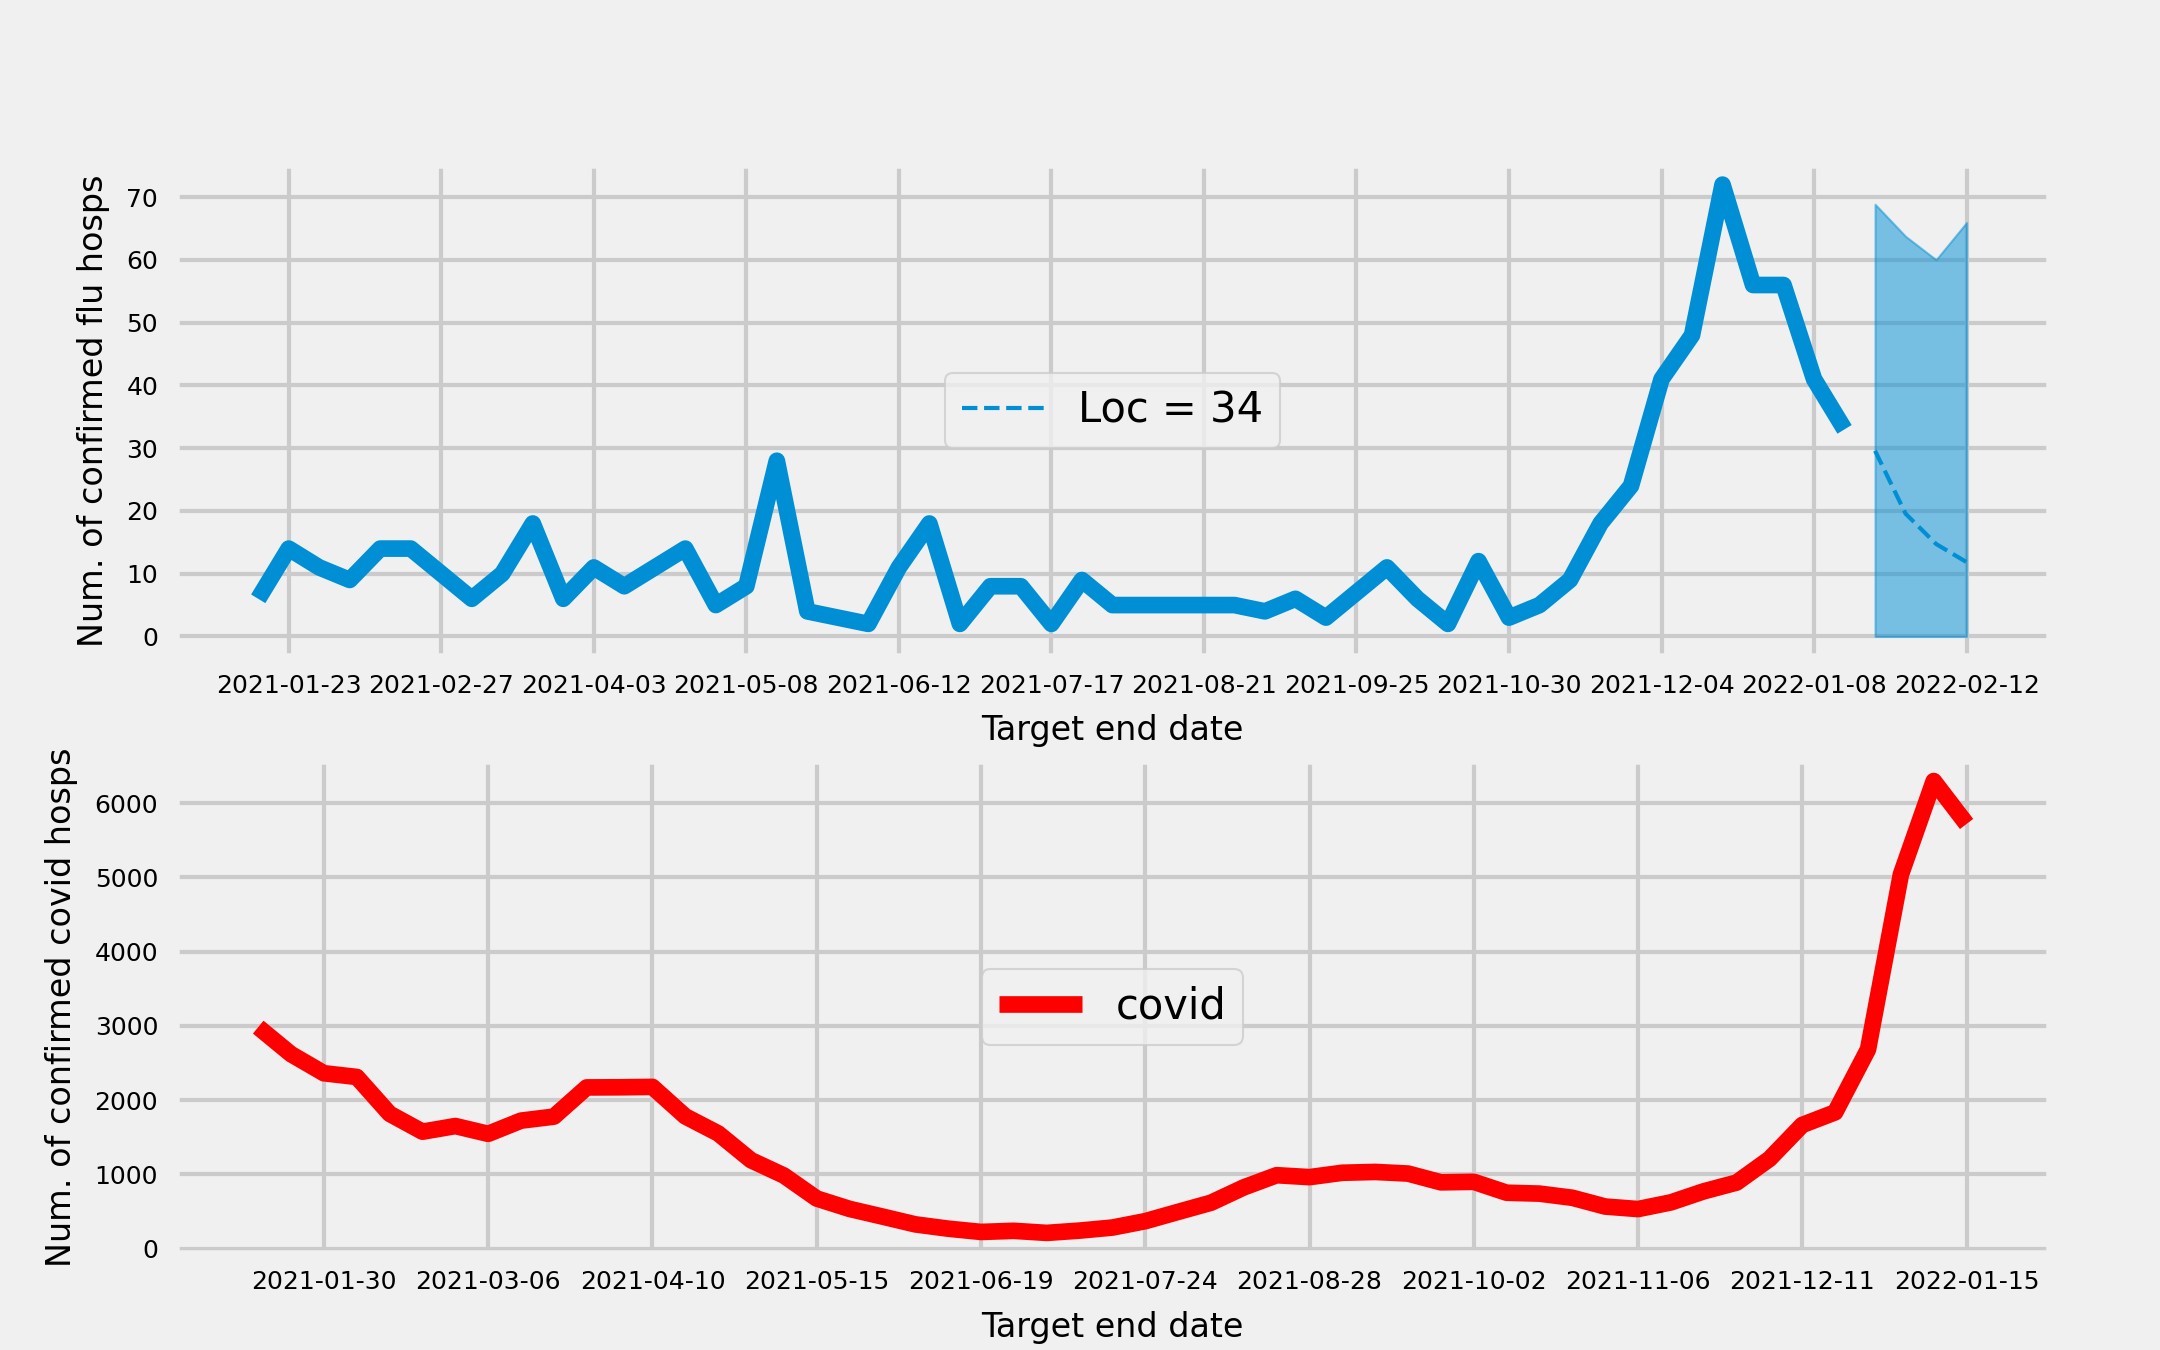 Num. of confirmed flu hosps
70
60
50
40
30
20
10
0
Loc = 34
2021-01-23 2021-02-27 2021-04-03 2021-05-08 2021-06-12 2021-07-17 2021-08-21 2021-09-25 2021-10-30 2021-12-04 2022-01-08 2022-02-12
Target end date
Num. of confirmed covid hosps
6000
5000
4000
3000
2000
1000
0
covid
2021-01-30 2021-03-06 2021-04-10 2021-05-15 2021-06-19 2021-07-24 2021-08-28 2021-10-02 2021-11-06 2021-12-11 2022-01-15
Target end date